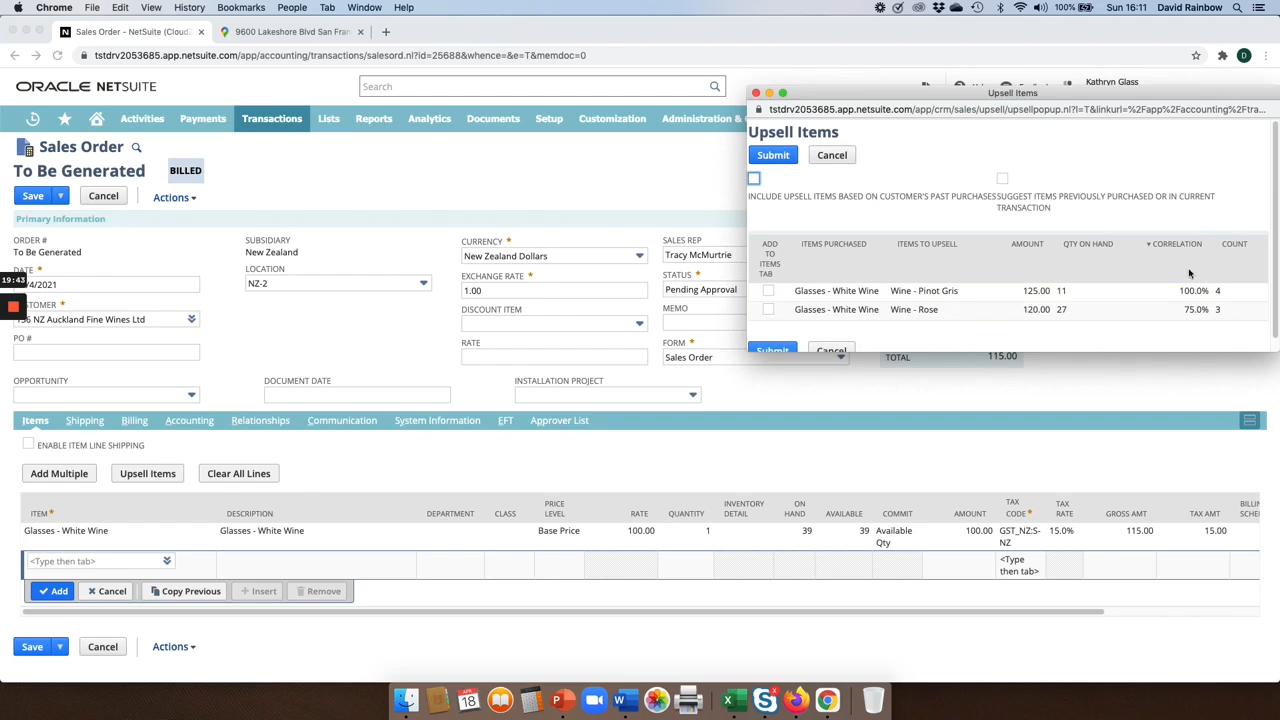 Chrome File Edit View History Bookmarks People Tab Window Help 100% Sun 16:11 David Rainbow
Sales Order - NetSuite (Cloud2 × 9600 Lakeshore Blvd San Fran × +
tstdrv2053685.app.netsuite.com/app/accounting/transactions/salesord.nl?id=25688&whence=&e=T&memdoc=0
D
ORACLE NETSUITE
Search
Kathryn Glass
Activities Payments Transactions Lists Reports Analytics Documents Setup Customization Administration &
Sales Order
To Be Generated BILLED
Save Cancel Actions
Primary Information
ORDER #
To Be Generated
SUBSIDIARY
New Zealand
CURRENCY *
New Zealand Dollars
SALES REP
Tracy McMurtrie
DATE *
/4/2021
LOCATION
NZ-2
EXCHANGE RATE *
1.00
STATUS *
Pending Approval
19:43
CUSTOMER *
136 NZ Auckland Fine Wines Ltd
DISCOUNT ITEM
MEMO
PO #
RATE
FORM *
Sales Order
TOTAL 115.00
OPPORTUNITY
DOCUMENT DATE
INSTALLATION PROJECT
Upsell Items
tstdrv2053685.app.netsuite.com/app/crm/sales/upsell/upsellpopup.nl?l=T&linkurl=%2Fapp%2Faccounting%2Ftra...
Upsell Items
Submit Cancel
INCLUDE UPSELL ITEMS BASED ON CUSTOMER'S PAST PURCHASES
SUGGEST ITEMS PREVIOUSLY PURCHASED OR IN CURRENT
TRANSACTION
ADD TO ITEMS TAB ITEMS PURCHASED ITEMS TO UPSELL AMOUNT QTY ON HAND ▼ CORRELATION COUNT
Glasses - White Wine Wine - Pinot Gris 125.00 11 100.0% 4
Glasses - White Wine Wine - Rose 120.00 27 75.0% 3
Submit Cancel
Items Shipping Billing Accounting Relationships Communication System Information EFT Approver List
ENABLE ITEM LINE SHIPPING
Add Multiple Upsell Items Clear All Lines
ITEM * DESCRIPTION DEPARTMENT CLASS PRICE LEVEL RATE QUANTITY INVENTORY DETAIL ON HAND AVAILABLE COMMIT AMOUNT TAX CODE * TAX RATE GROSS AMT TAX AMT
Glasses - White Wine Glasses - White Wine Base Price 100.00 1 39 39 Available Qty 100.00 GST_NZ:S-NZ 15.0% 115.00 15.00
<Type then tab> <Type then tab>
Add Cancel Copy Previous Insert Remove
Save Cancel Actions